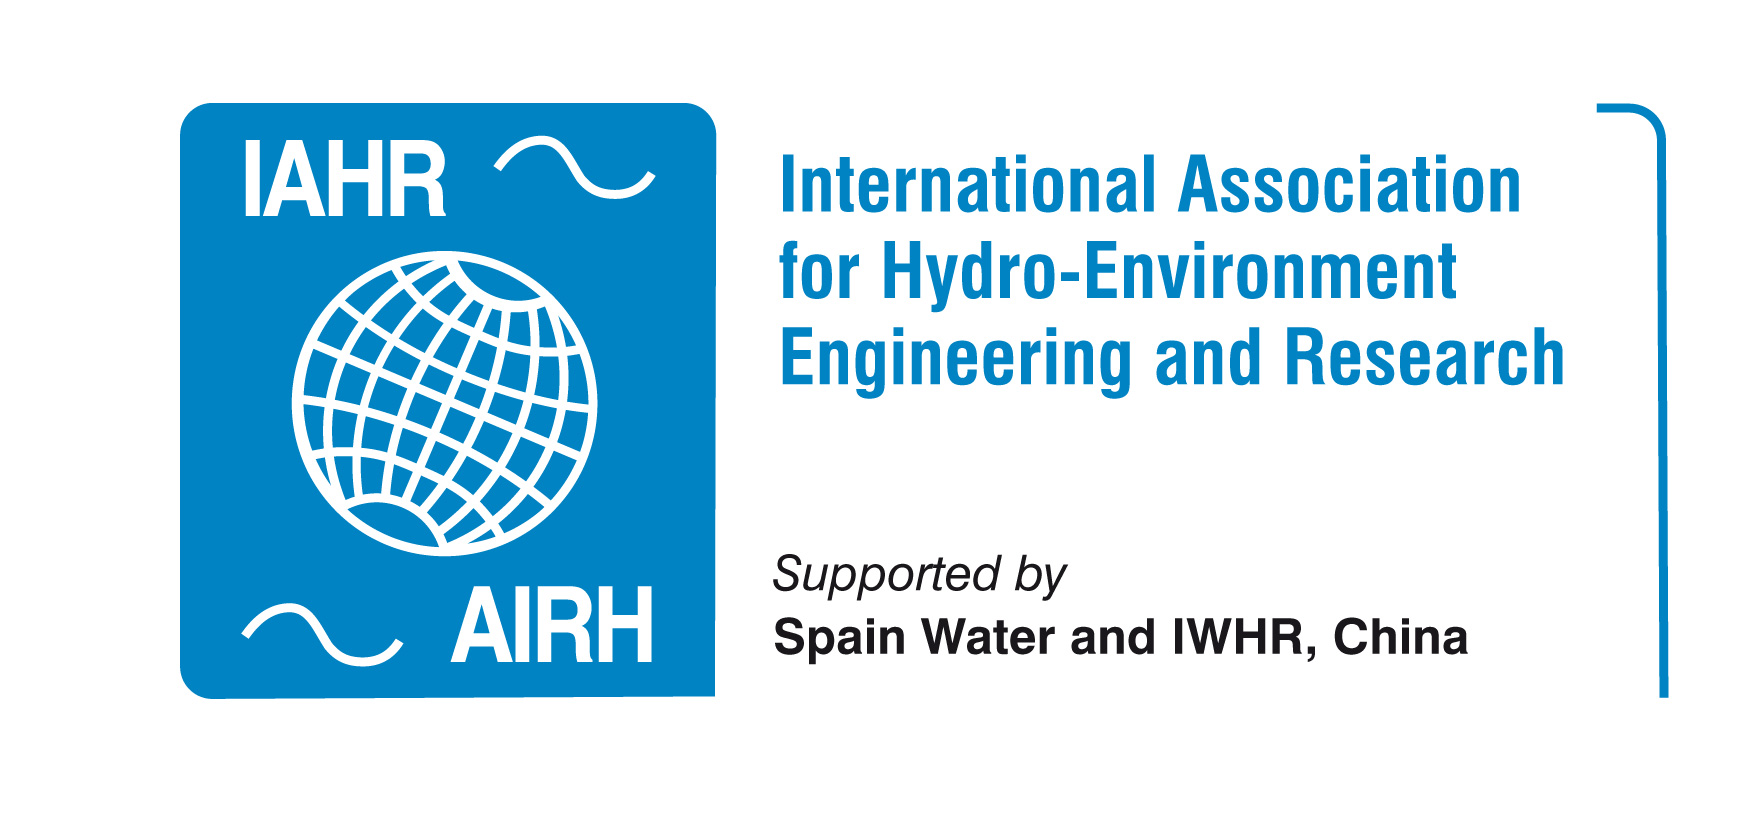 IAHR
AIRH
International Association
for Hydro-Environment
Engineering and Research
Supported by
Spain Water and IWHR, China